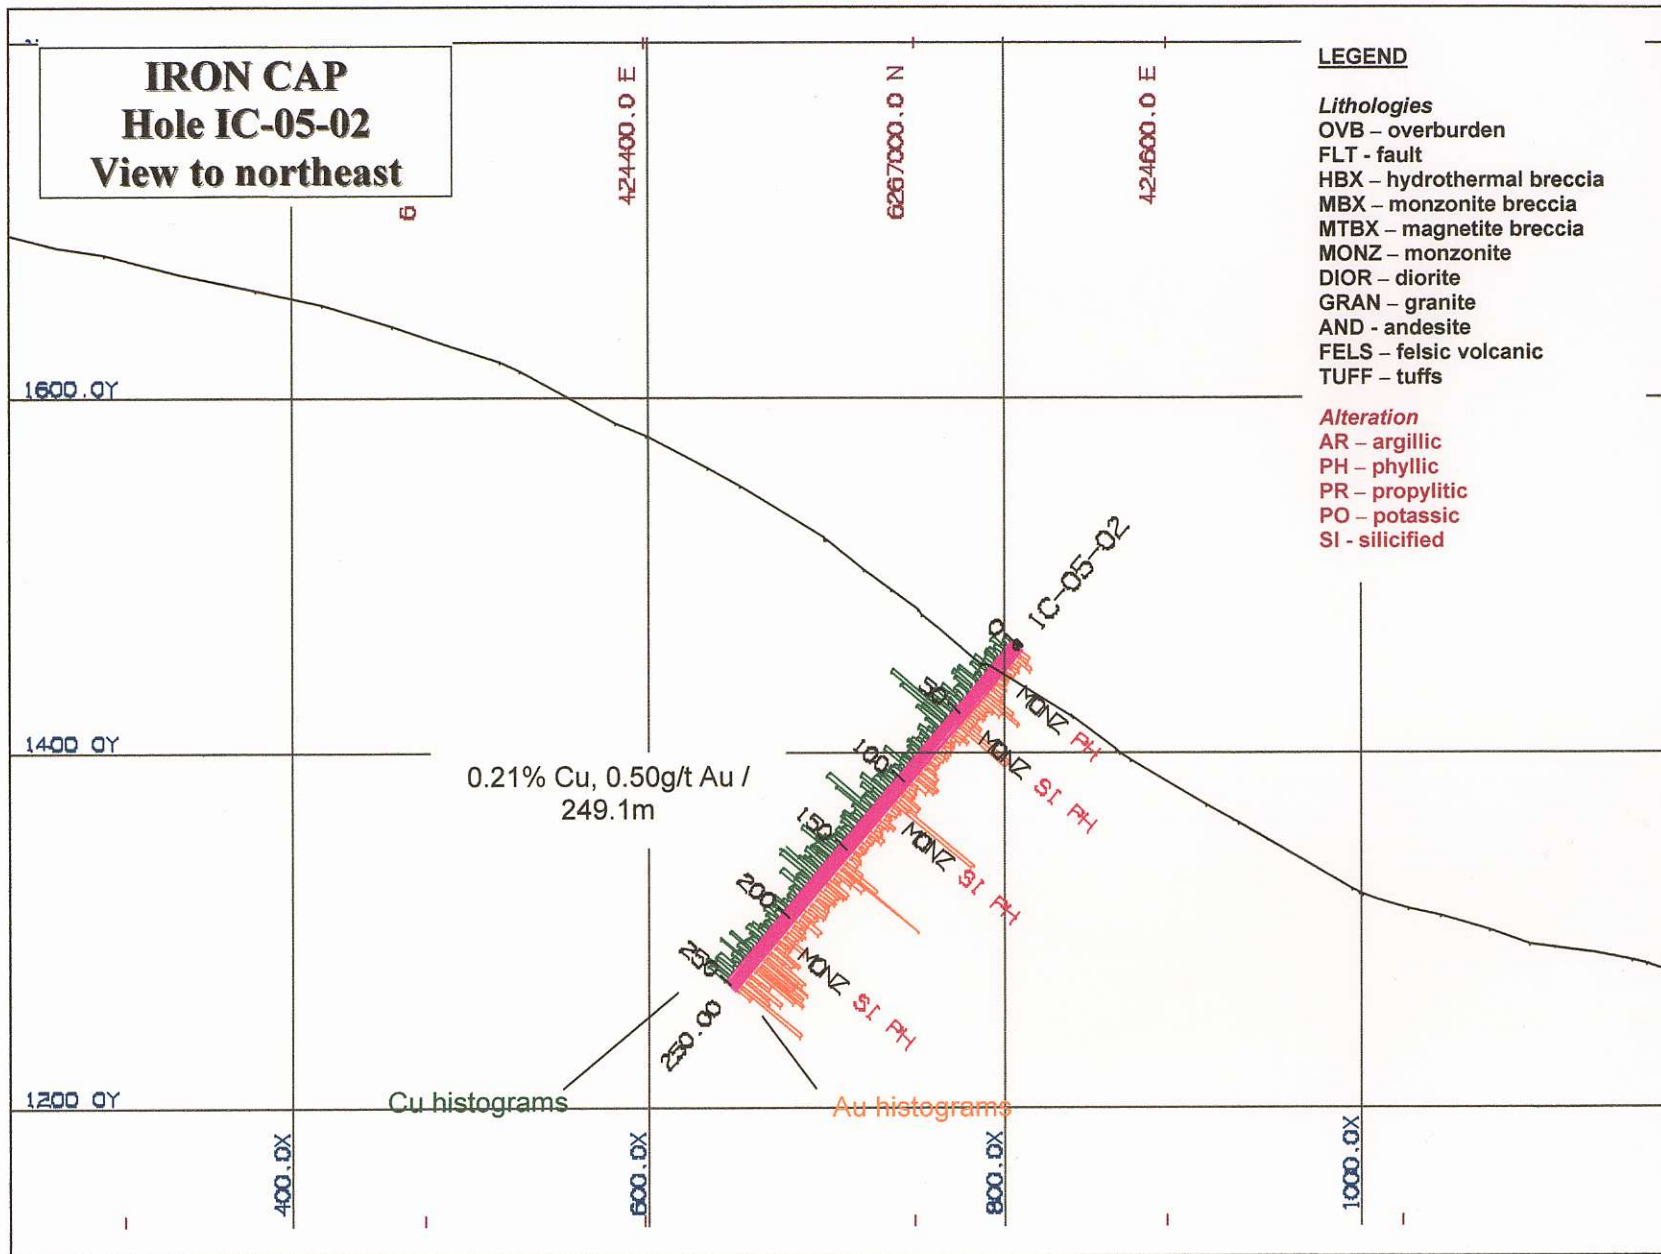 IRON CAP
Hole IC-05-02
View to northeast
424400.0 E
6267000.0 N
424600.0 E
LEGEND
Lithologies
OVB – overburden
FLT - fault
HBX – hydrothermal breccia
MBX – monzonite breccia
MTBX – magnetite breccia
MONZ – monzonite
DIOR – diorite
GRAN – granite
AND - andesite
FELS – felsic volcanic
TUFF – tuffs
Alteration
AR – argillic
PH – phyllic
PR – propylitic
PO – potassic
SI - silicified
1600.0Y
IC-05-02
0
50
MONZ PH
1400 0Y
100
MONZ SI PH
0.21% Cu, 0.50g/t Au /
249.1m
150
MONZ SI PH
200
250
MONZ SI PH
250.00
Cu histograms
Au histograms
1200 0Y
400.0X
600.0X
800.0X
1000.0X